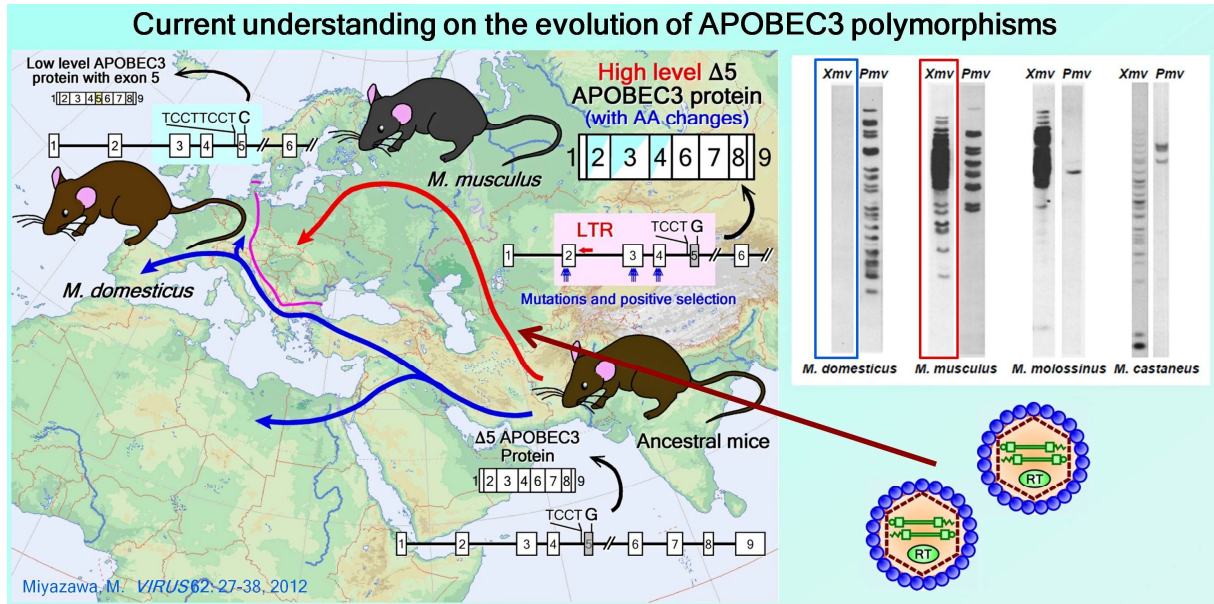 Current understanding on the evolution of APOBEC3 polymorphisms
Low level APOBEC3
protein with exon 5
1 2 3 4 5 6 7 8 9
TCCTTCCT C
1 2 3 4 5 6
M. domesticus
M. musculus
High level Δ5
APOBEC3 protein
(with AA changes)
1 2 3 4 6 7 8 9
LTR
TCCT G
1 2 3 4 5 6
Mutations and positive selection
Ancestral mice
Δ5 APOBEC3
Protein
1 2 3 4 6 7 8 9
TCCT G
1 2 3 4 5 6 7 8 9
Miyazawa, M. VIRUS 62: 27-38, 2012
Xmv Pmv Xmv Pmv Xmv Pmv Xmv Pmv
M. domesticus M. musculus M. molossinus M. castaneus
RT
RT